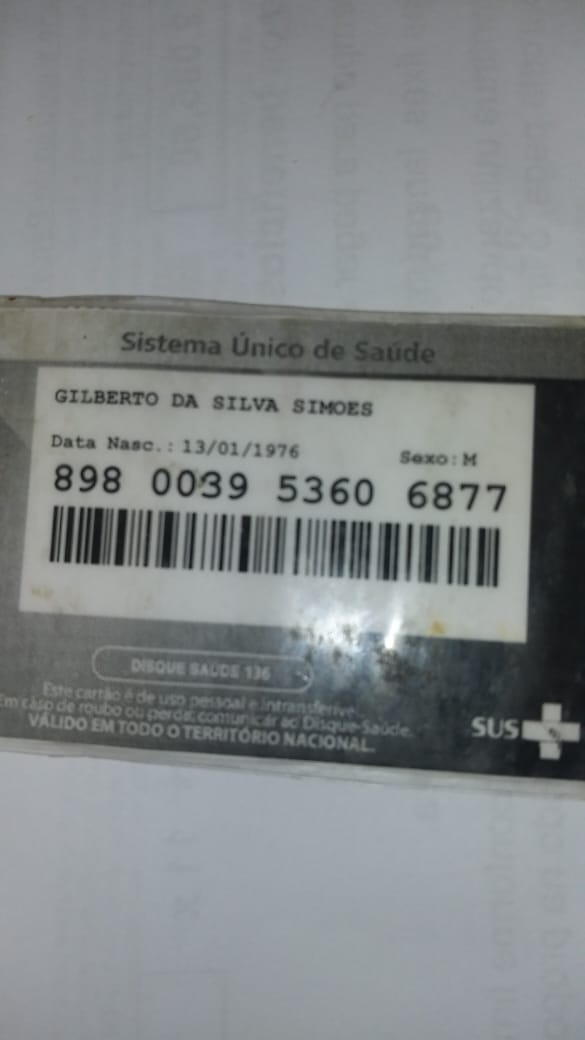 Sistema Único de Saúde
GILBERTO DA SILVA SIMOES
Data Nasc.: 13/01/1976 Sexo: M
898 0039 5360 6877
DISQUE SAÚDE 136
Este cartão é de uso pessoal e intransferível.
Em caso de roubo ou perda, comunicar ao Disque-Saúde.
VÁLIDO EM TODO O TERRITÓRIO NACIONAL.
SUS